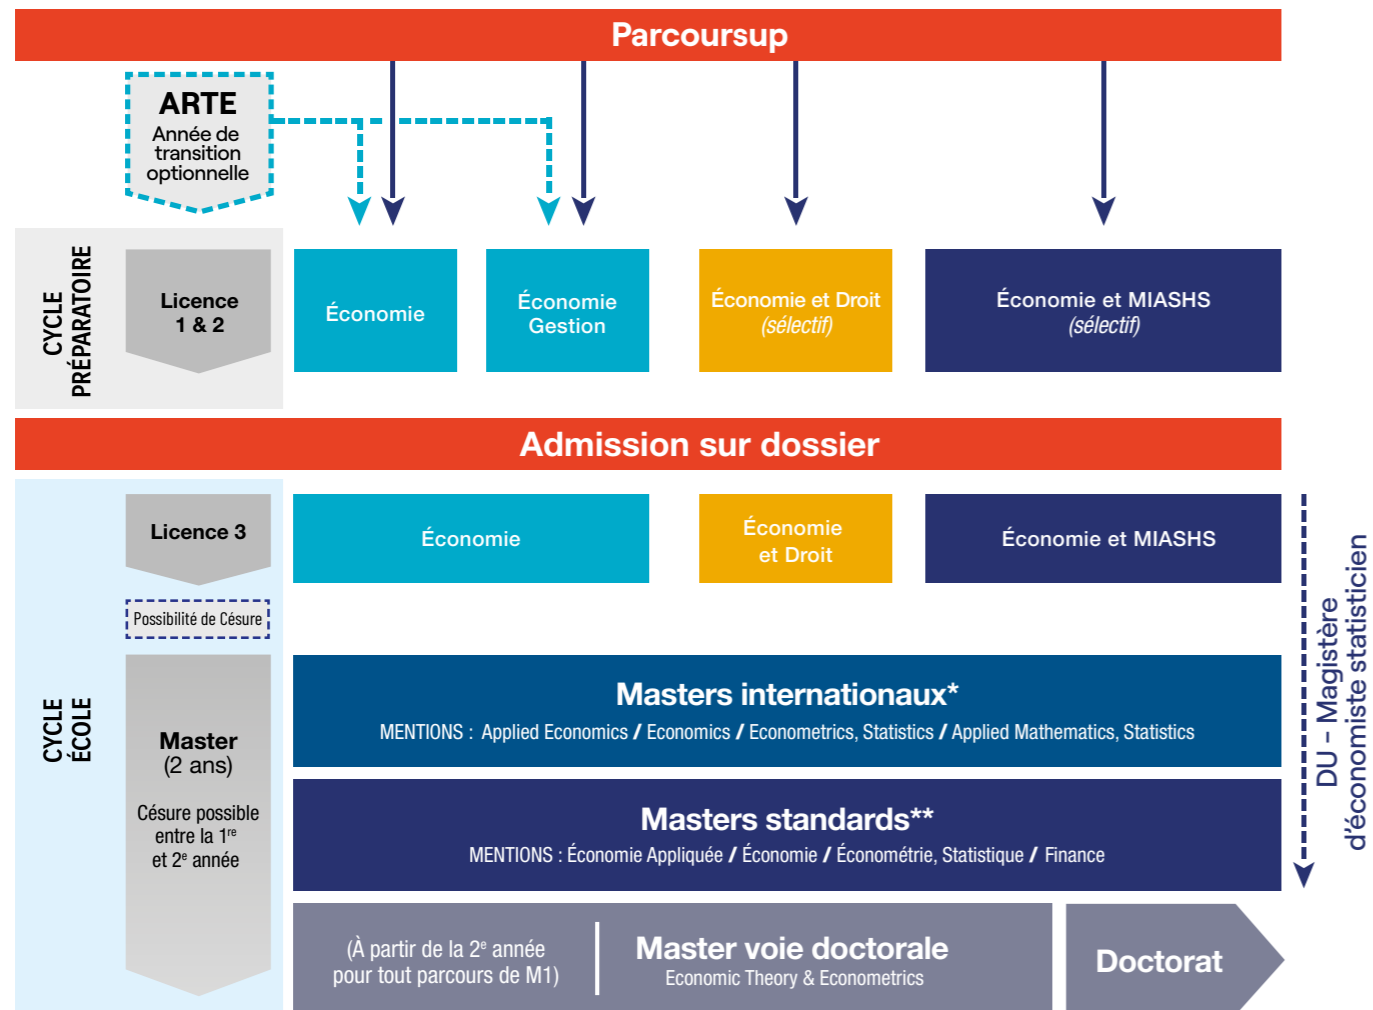 Parcoursup
ARTE
Année de
transition
optionnelle
CYCLE
PRÉPARATOIRE
Licence
1 & 2
Économie
Économie
Gestion
Économie et Droit
(sélectif)
Économie et MIASHS
(sélectif)
Admission sur dossier
CYCLE
ÉCOLE
Licence 3
Économie
Économie
et Droit
Économie et MIASHS
Possibilité de Césure
Master
(2 ans)
Césure possible
entre la 1re
et 2e année
Masters internationaux*
MENTIONS : Applied Economics / Economics / Econometrics, Statistics / Applied Mathematics, Statistics
Masters standards**
MENTIONS : Économie Appliquée / Économie / Économétrie, Statistique / Finance
(À partir de la 2e année
pour tout parcours de M1)
Master voie doctorale
Economic Theory & Econometrics
Doctorat
DU – Magistère
d'économiste statisticien